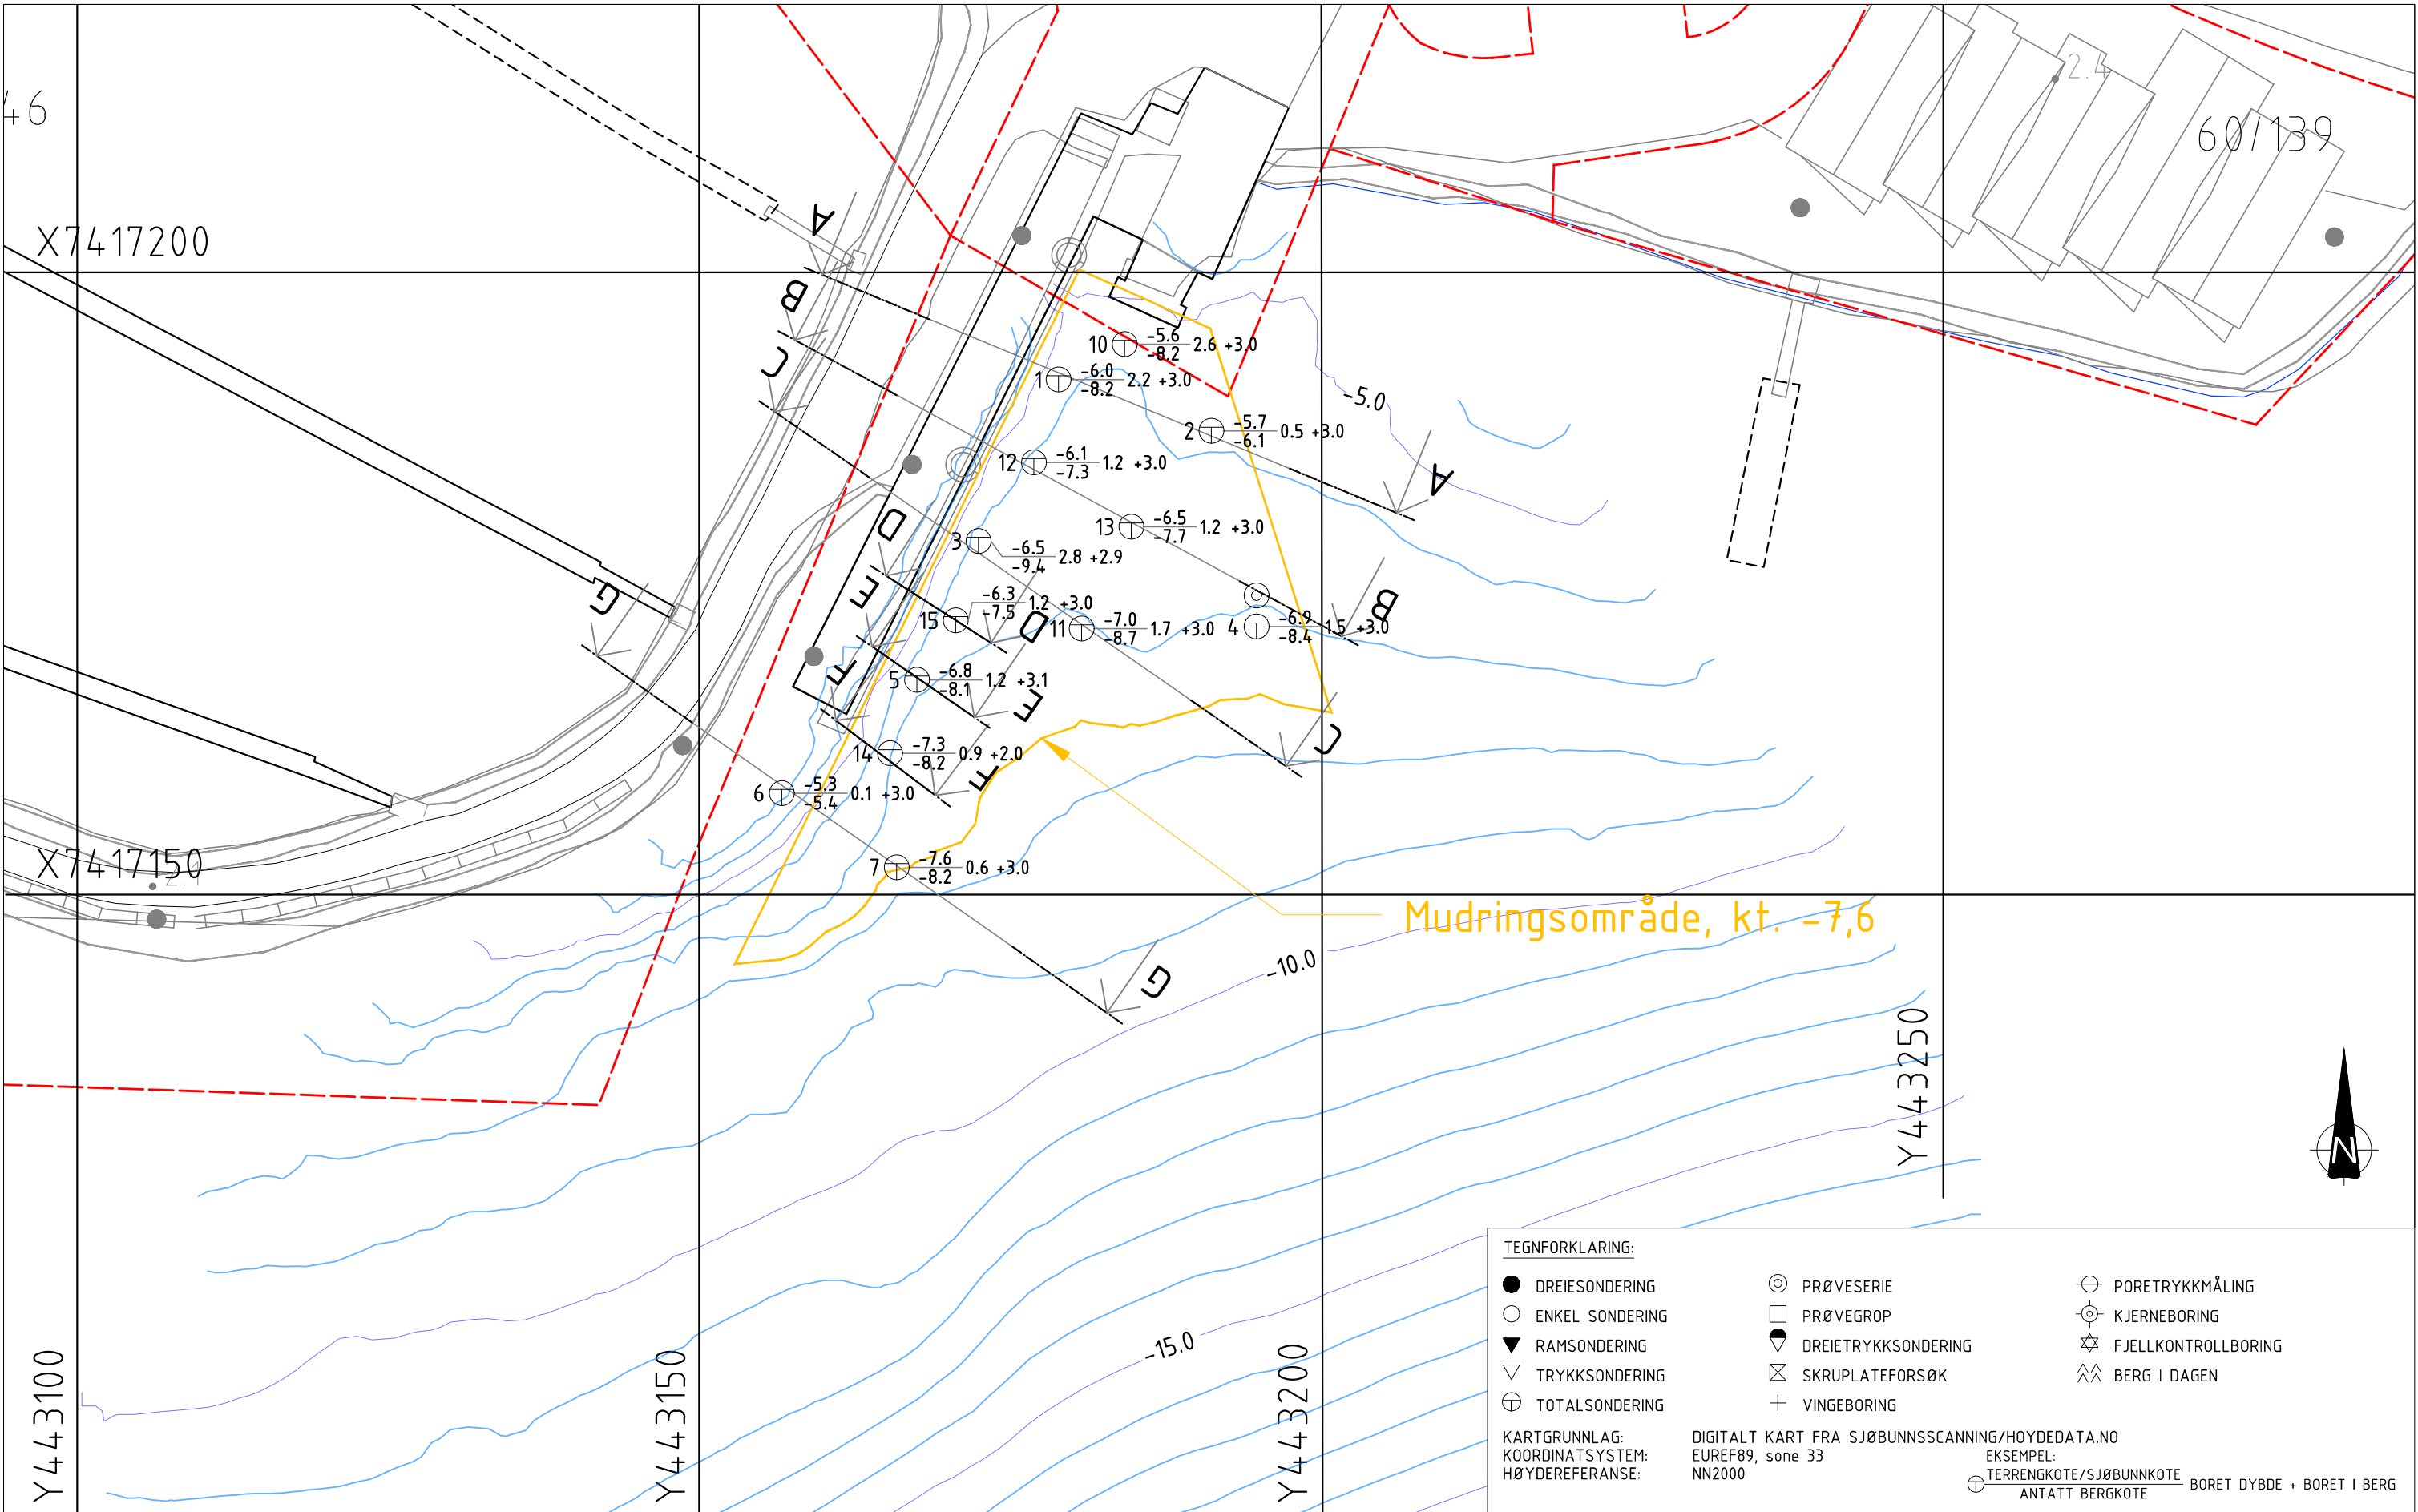 46
2.4
60/139
A
X7417200
B
10 -5.6 2.6 +3.0
-8.2
C
1 -6.0 2.2 +3.0
-8.2
-5.0
2 -5.7 0.5 +3.0
-6.1
12 -6.1 1.2 +3.0
-7.3
A
D
13 -6.5 1.2 +3.0
-7.7
3 -6.5 2.8 +2.9
-9.4
G
E
15 -6.3 1.2 +3.0
-7.5
B
D
11 -7.0 1.7 +3.0
-8.7
4 -6.9 1.5 +3.0
-8.4
F
5 -6.8 1.2 +3.1
-8.1
E
C
14 -7.3 0.9 +2.0
-8.2
F
6 -5.3 0.1 +3.0
-5.4
X7417150
2.1
7 -7.6 0.6 +3.0
-8.2
Mudringsområde, kt. -7,6
-10.0
G
Y443250
N
-15.0
Y443100
Y443150
Y443200
TEGNFORKLARING:
DREIESONDERING
ENKEL SONDERING
RAMSONDERING
TRYKKSONDERING
TOTALSONDERING
PRØVESERIE
PRØVEGROP
DREIETRYKKSONDERING
SKRUPLATEFORSØK
VINGEBORING
PORETRYKKMÅLING
KJERNEBORING
FJELLKONTROLLBORING
BERG I DAGEN
KARTGRUNNLAG: DIGITALT KART FRA SJØBUNNSSCANNING/HOYDEDATA.NO
KOORDINATSYSTEM: EUREF89, sone 33
HØYDEREFERANSE: NN2000
EKSEMPEL:
TERRENGKOTE/SJØBUNNKOTE BORET DYBDE + BORET I BERG
ANTATT BERGKOTE